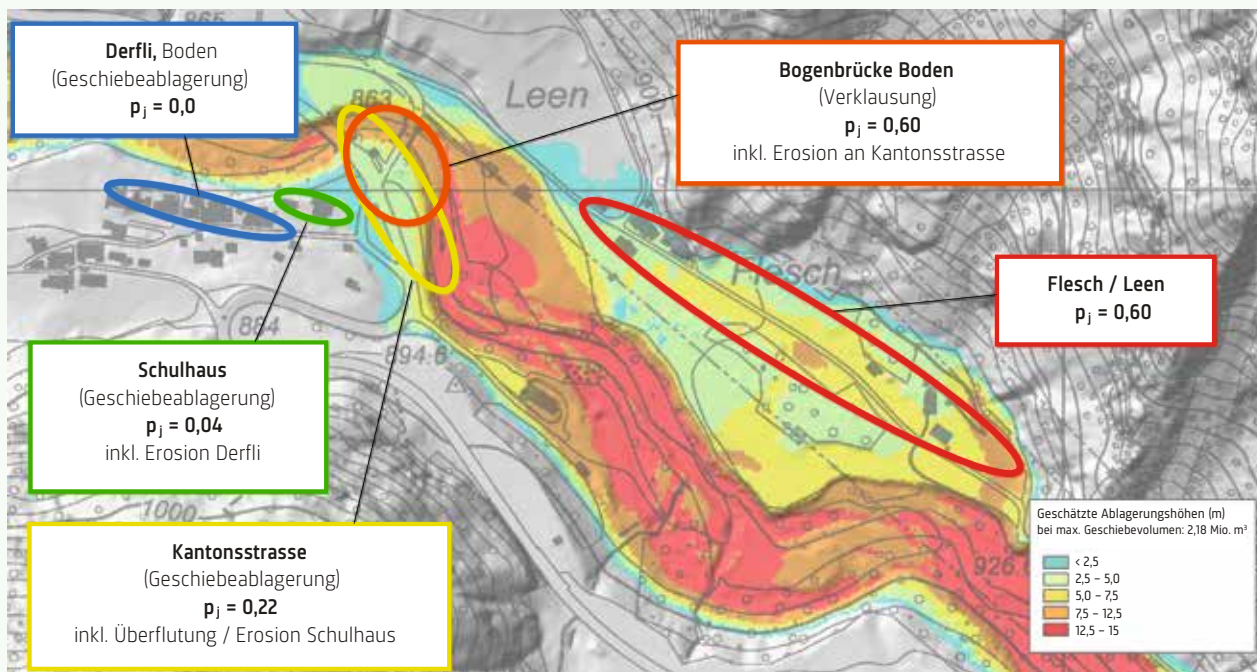 865
Derfli, Boden
(Geschiebeablagerung)
pj = 0,0
863
Leen
900
Bogenbrücke Boden
(Verklausung)
pj = 0,60
inkl. Erosion an Kantonsstrasse
Flesch
Flesch / Leen
pj = 0,60
884
894.6
Schulhaus
(Geschiebeablagerung)
pj = 0,04
inkl. Erosion Derfli
1000
Kantonsstrasse
(Geschiebeablagerung)
pj = 0,22
inkl. Überflutung / Erosion Schulhaus
Geschätzte Ablagerungshöhen (m)
bei max. Geschiebevolumen: 2,18 Mio. m³
926.
< 2,5
2,5 – 5,0
5,0 – 7,5
7,5 – 12,5
12,5 – 15